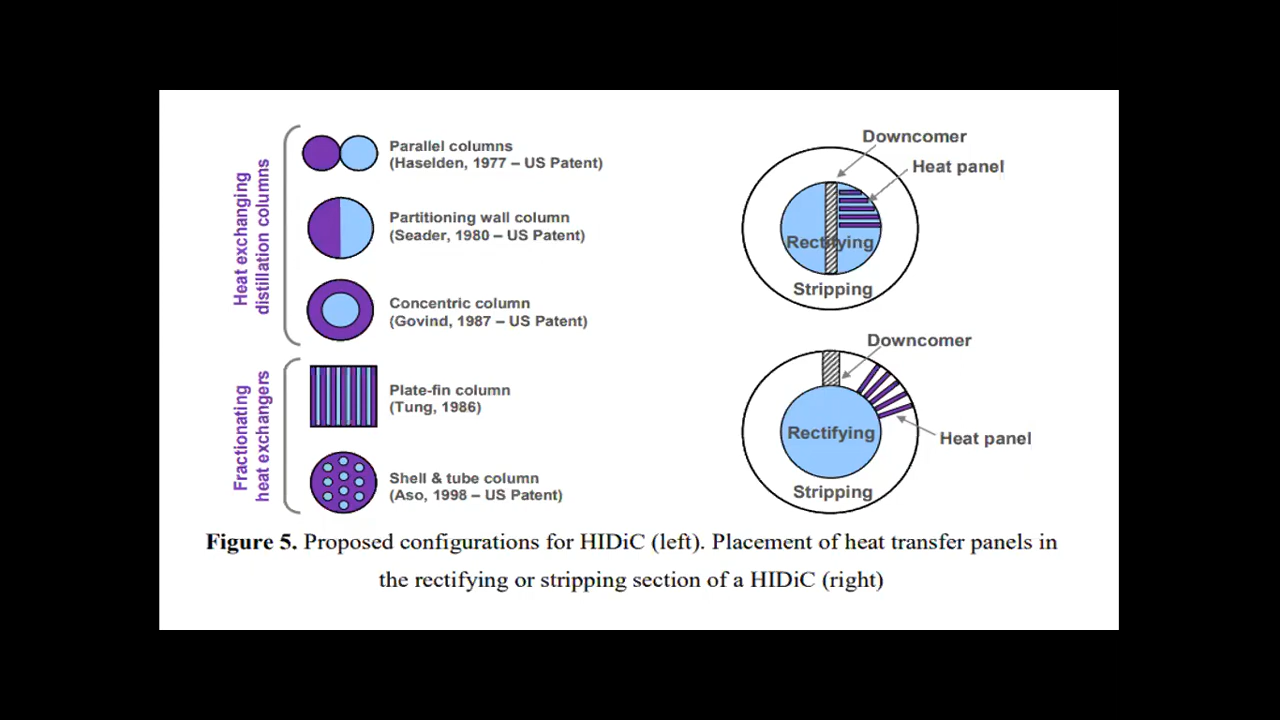 Heat exchanging
distillation columns
Parallel columns
(Haselden, 1977 – US Patent)
Partitioning wall column
(Seader, 1980 – US Patent)
Concentric column
(Govind, 1987 – US Patent)
Fractionating
heat exchangers
Plate-fin column
(Tung, 1986)
Shell & tube column
(Aso, 1998 – US Patent)
Downcomer
Heat panel
Rectifying
Stripping
Downcomer
Rectifying
Heat panel
Stripping
Figure 5. Proposed configurations for HIDiC (left). Placement of heat transfer panels in
the rectifying or stripping section of a HIDiC (right)